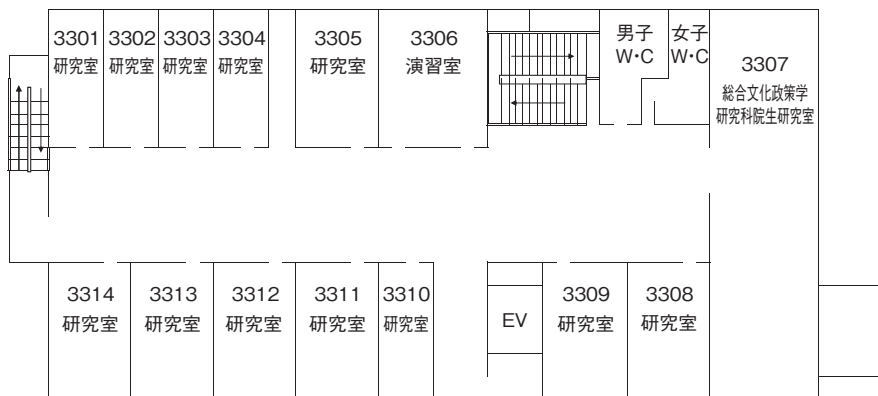 3301
研究室
3302
研究室
3303
研究室
3304
研究室
3305
研究室
3306
演習室
男子
W・C
女子
W・C
3307
総合文化政策学
研究科院生研究室
3314
研究室
3313
研究室
3312
研究室
3311
研究室
3310
研究室
EV
3309
研究室
3308
研究室